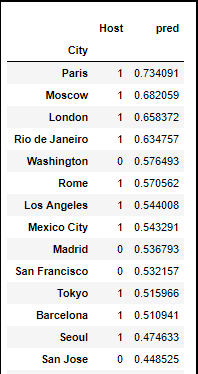 Host pred
City
Paris 1 0.734091
Moscow 1 0.682059
London 1 0.658372
Rio de Janeiro 1 0.634757
Washington 0 0.576493
Rome 1 0.570562
Los Angeles 1 0.544008
Mexico City 1 0.543291
Madrid 0 0.536793
San Francisco 0 0.532157
Tokyo 1 0.515966
Barcelona 1 0.510941
Seoul 1 0.474633
San Jose 0 0.448525